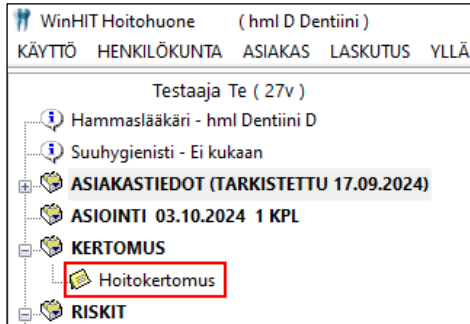 WinHIT Hoitohuone ( hml D Dentiini )
KÄYTTÖ HENKILÖKUNTA ASIAKAS LASKUTUS YLLÄ
Testaaja Te ( 27v )
Hammaslääkäri - hml Dentiini D
Suuhygienisti - Ei kukaan
ASIAKASTIEDOT (TARKISTETTU 17.09.2024)
ASIOINTI 03.10.2024 1 KPL
KERTOMUS
Hoitokertomus
RISKIT